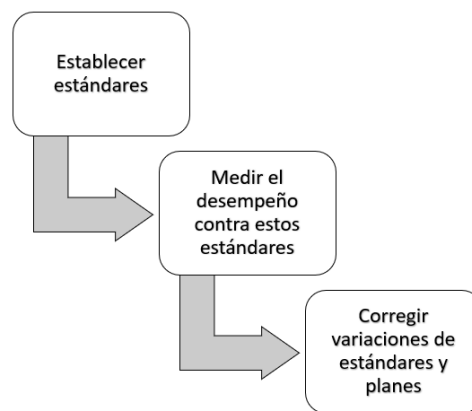 Establecer
estándares
Medir el
desempeño
contra estos
estándares
Corregir
variaciones de
estándares y
planes